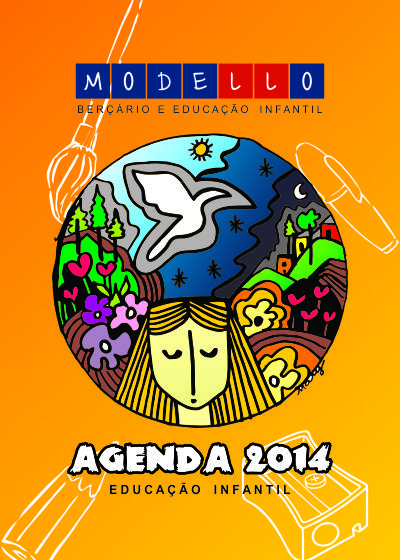 MODELLO
BERÇÁRIO E EDUCAÇÃO INFANTIL
AGENDA 2014
EDUCAÇÃO INFANTIL